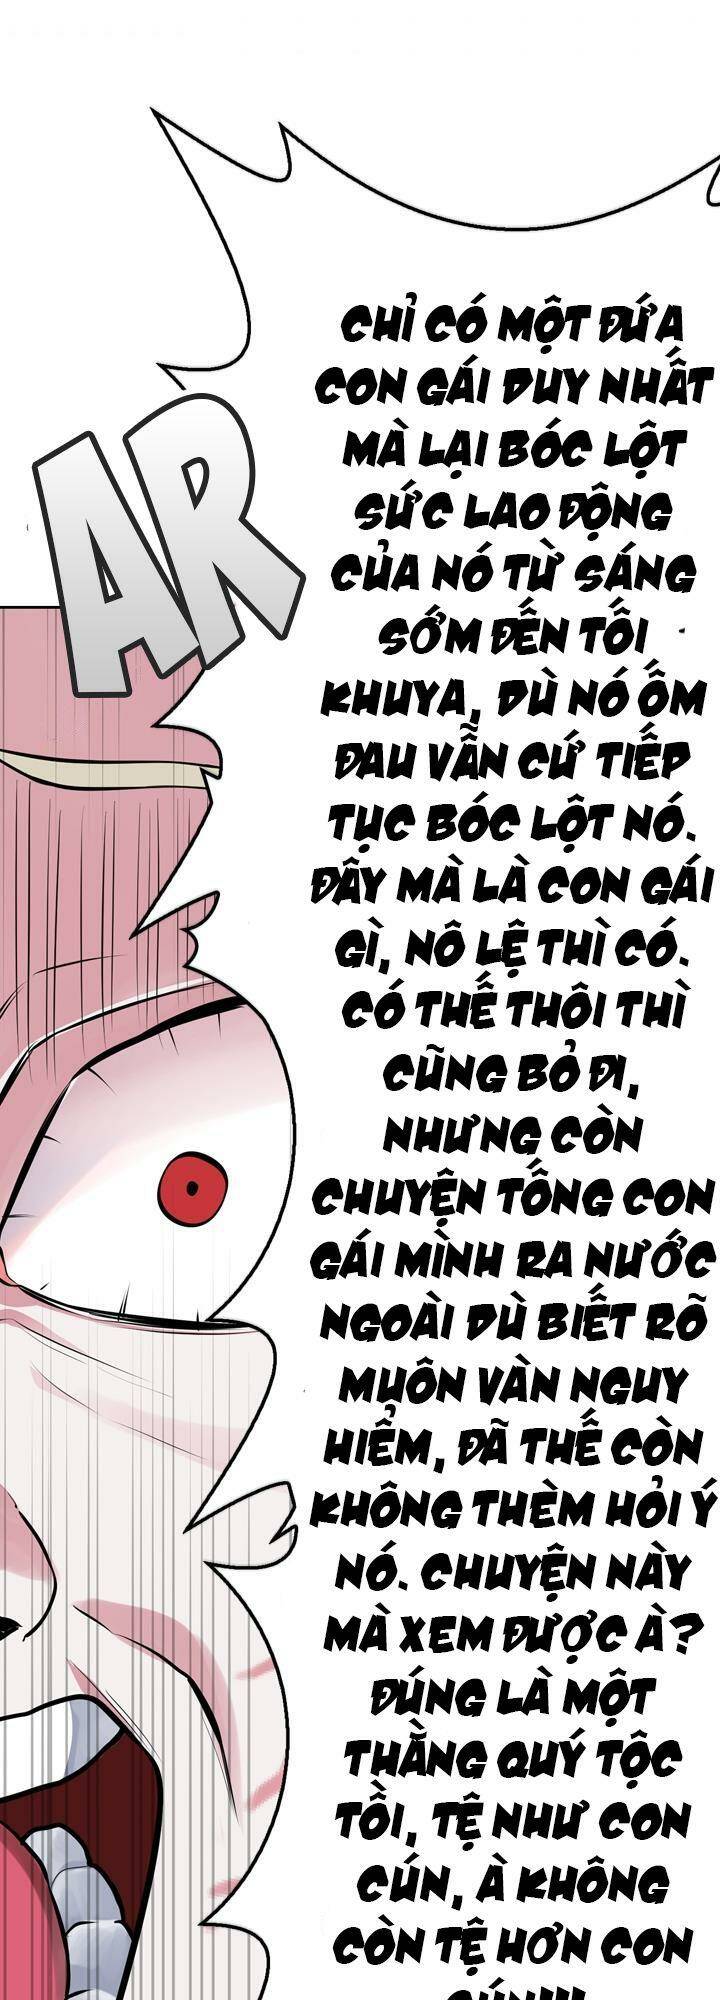 AR
CHỈ CÓ MỘT ĐỨA
CON GÁI DUY NHẤT
MÀ LẠI BÓC LỘT
SỨC LAO ĐỘNG
CỦA NÓ TỪ SÁNG
SỚM ĐẾN TỐI
KHUYA, DÙ NÓ ỐM
ĐAU VẪN CỨ TIẾP
TỤC BÓC LỘT NÓ.
ĐÂY MÀ LÀ CON GÁI
GÌ, NÔ LỆ THÌ CÓ.
CÓ THẾ THÔI THÌ
CŨNG BỎ ĐI,
NHƯNG CÒN
CHUYỆN TỐNG CON
GÁI MÌNH RA NƯỚC
NGOÀI DÙ BIẾT RÕ
MUÔN VÀN NGUY
HIỂM, ĐÃ THẾ CÒN
KHÔNG THÈM HỎI Ý
NÓ. CHUYỆN NÀY
MÀ XEM ĐƯỢC À?
ĐÚNG LÀ MỘT
THẰNG QUÝ TỘC
TỒI, TỆ NHƯ CON
CÚN, À KHÔNG
CÒN TỆ HƠN CON
CÚN!!!